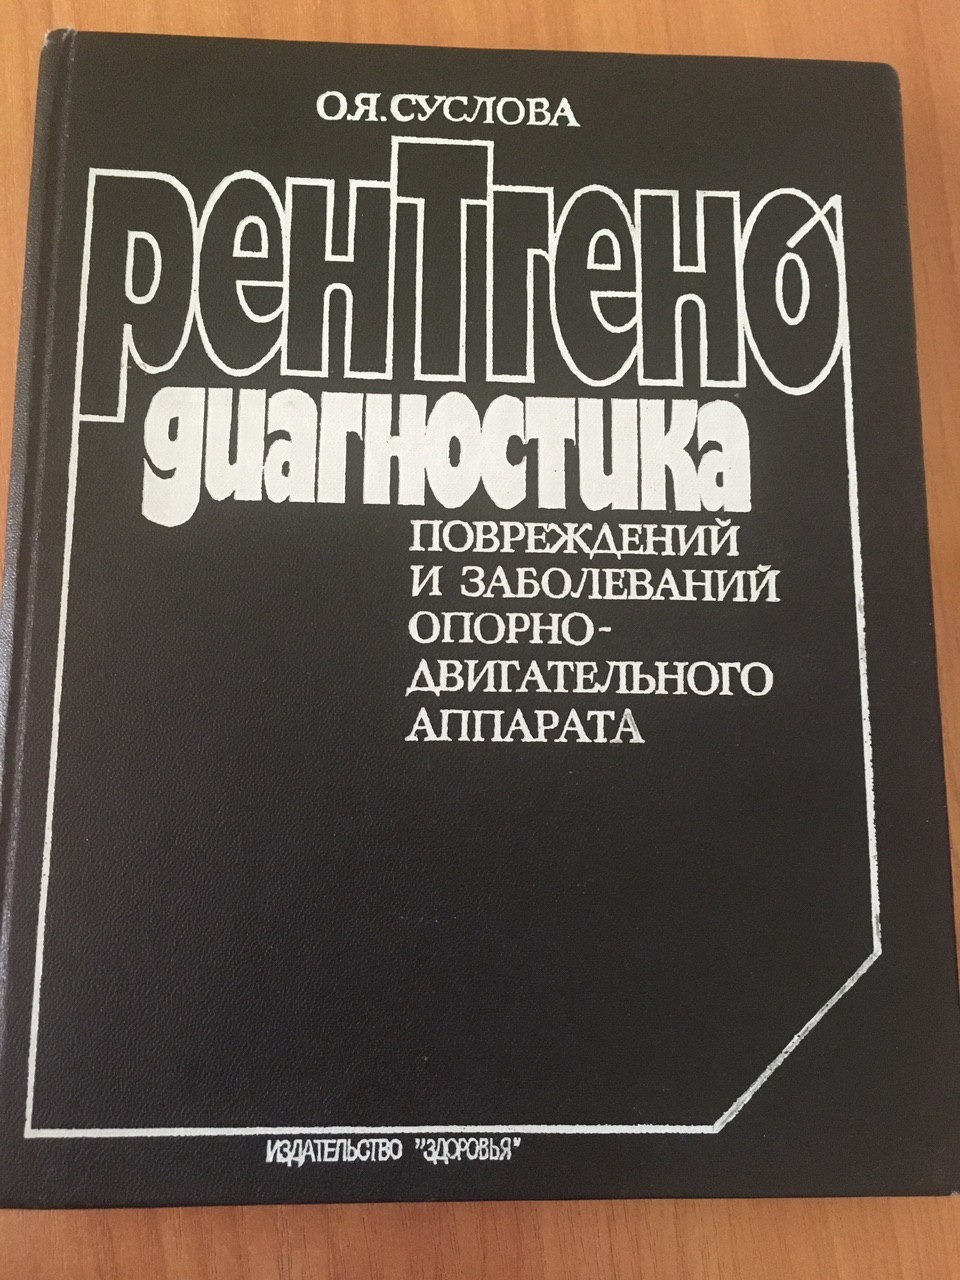 О.Я. СУСЛОВА
рентгено
диагностика
ПОВРЕЖДЕНИЙ
И ЗАБОЛЕВАНИЙ
ОПОРНО-
ДВИГАТЕЛЬНОГО
АППАРАТА
ИЗДАТЕЛЬСТВО "ЗДОРОВЬЯ"